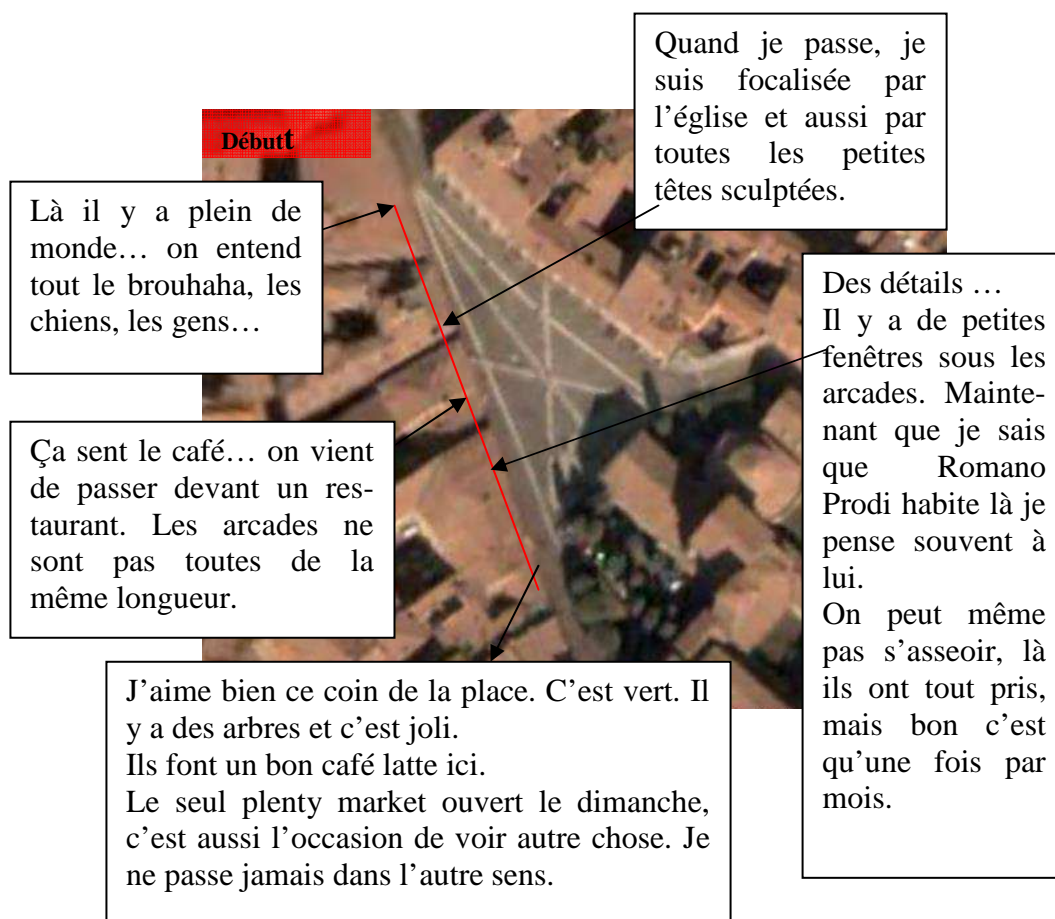 Quand je passe, je
suis focalisée par
l’église et aussi par
toutes les petites
têtes sculptées.
Débutt
Là il y a plein de
monde… on entend
tout le brouhaha, les
chiens, les gens…
Des détails …
Il y a de petites
fenêtres sous les
arcades. Mainte-
nant que je sais
que Romano
Prodi habite là je
pense souvent à
lui.
On peut même
pas s’asseoir, là
ils ont tout pris,
mais bon c’est
qu’une fois par
mois.
Ça sent le café… on vient
de passer devant un res-
taurant. Les arcades ne
sont pas toutes de la
même longueur.
J’aime bien ce coin de la place. C’est vert. Il
y a des arbres et c’est joli.
Ils font un bon café latte ici.
Le seul plenty market ouvert le dimanche,
c’est aussi l’occasion de voir autre chose. Je
ne passe jamais dans l’autre sens.